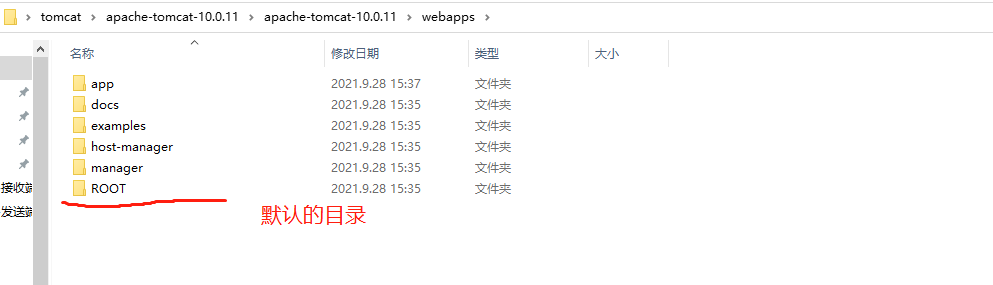 tomcat > apache-tomcat-10.0.11 > apache-tomcat-10.0.11 > webapps >
名称 修改日期 类型 大小
app 2021.9.28 15:37 文件夹
docs 2021.9.28 15:35 文件夹
examples 2021.9.28 15:35 文件夹
host-manager 2021.9.28 15:35 文件夹
manager 2021.9.28 15:35 文件夹
接收端 ROOT 2021.9.28 15:35 文件夹
发送端 默认的目录